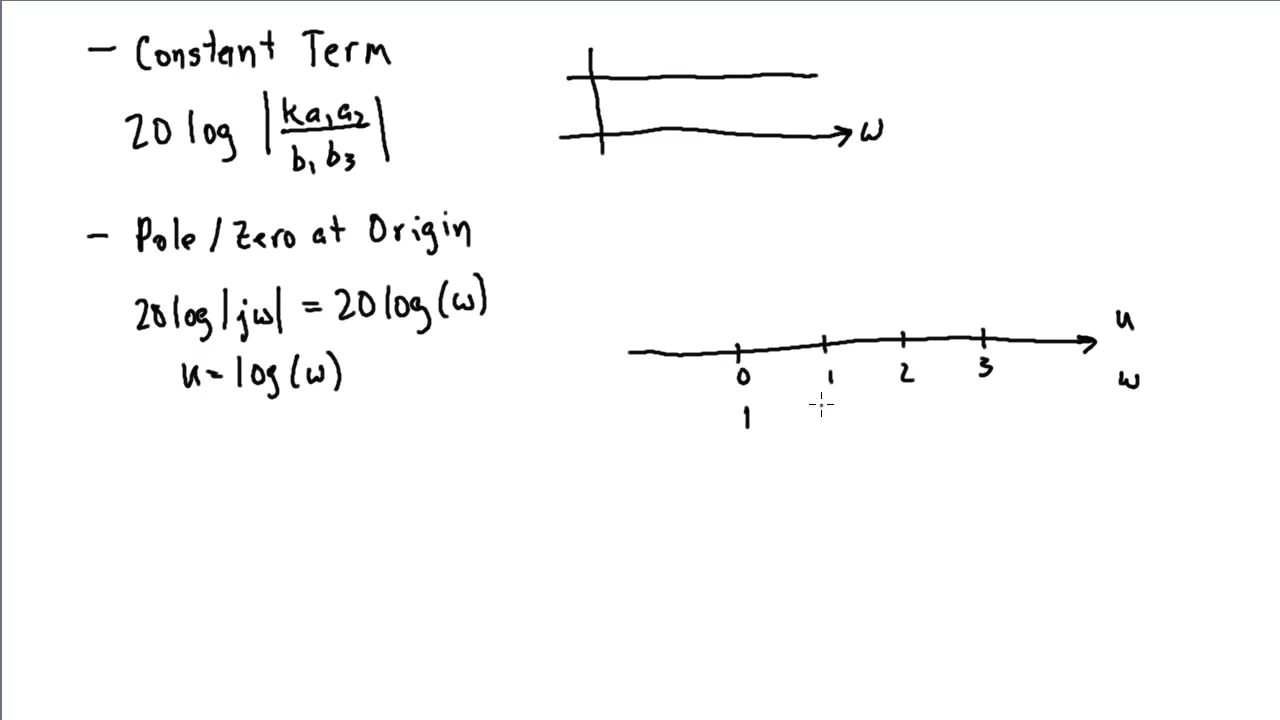 - Constant Term
20 log |ka₁a₂ / b₁b₃|
ω
- Pole/Zero at Origin
20log|jω| = 20log(ω)
u = log(ω)
u
0 1 2 3 ω
1